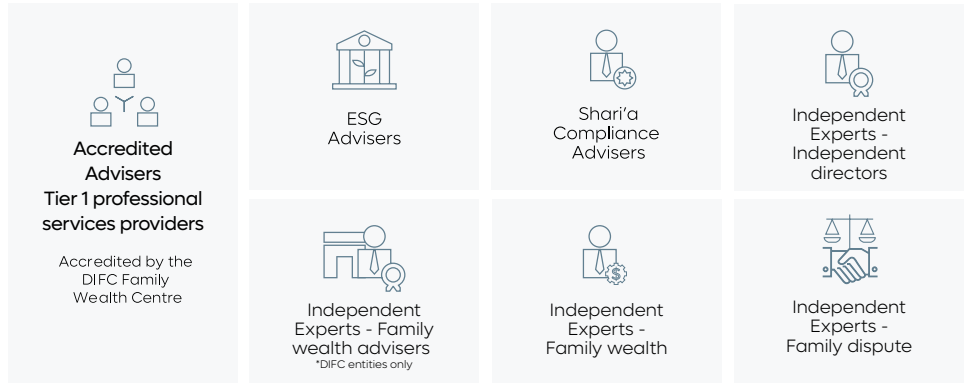 Accredited
Advisers
Tier 1 professional
services providers
Accredited by the
DIFC Family
Wealth Centre
ESG
Advisers
Shari’a
Compliance
Advisers
Independent
Experts -
Independent
directors
Independent
Experts - Family
wealth advisers
*DIFC entities only
$
Independent
Experts -
Family wealth
Independent
Experts -
Family dispute